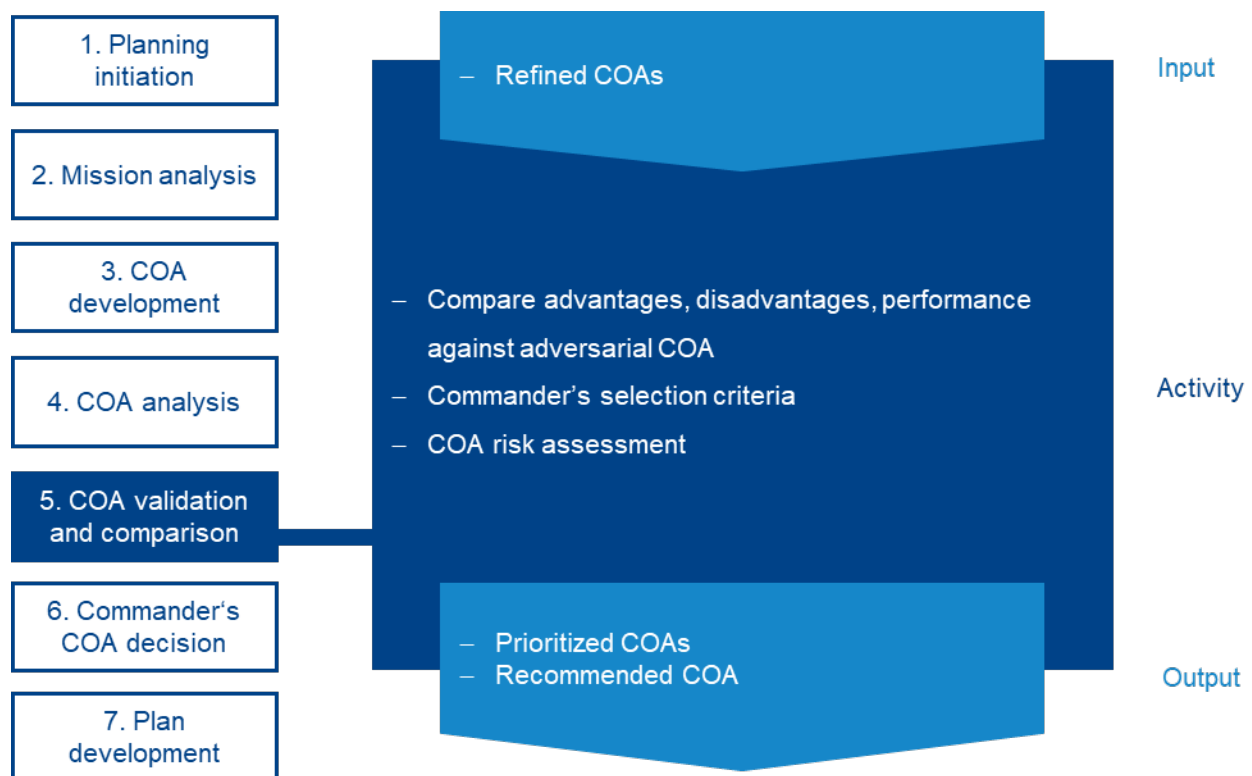 1. Planning
initiation
2. Mission analysis
3. COA
development
4. COA analysis
5. COA validation
and comparison
6. Commander‘s
COA decision
7. Plan
development
– Refined COAs
– Compare advantages, disadvantages, performance
against adversarial COA
– Commander’s selection criteria
– COA risk assessment
– Prioritized COAs
– Recommended COA
Input
Activity
Output